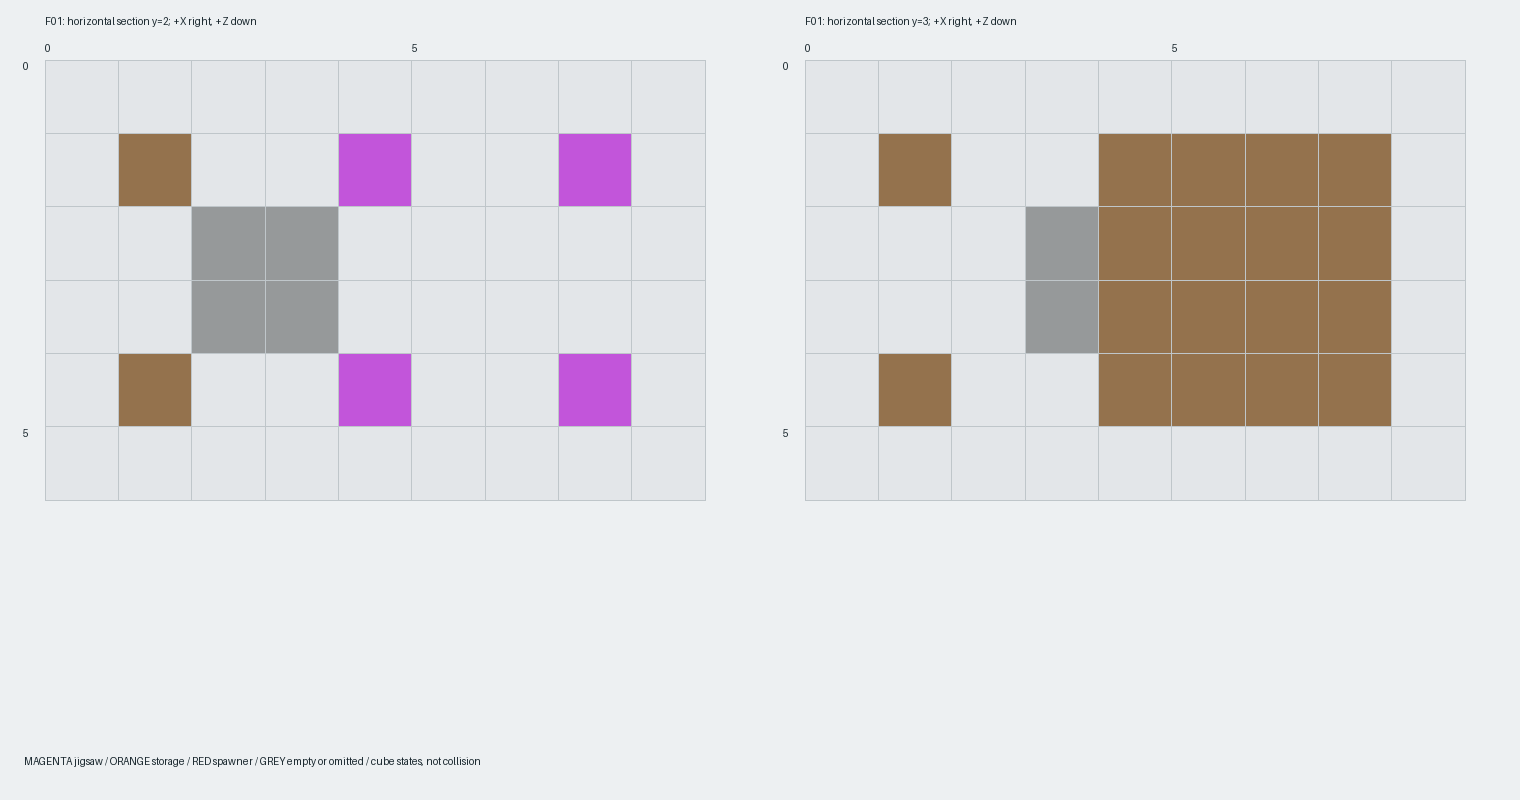 F01: horizontal section y=2; +X right, +Z down
F01: horizontal section y=3; +X right, +Z down
0 5
0 5
0
0
5
5
MAGENTA jigsaw / ORANGE storage / RED spawner / GREY empty or omitted / cube states, not collision